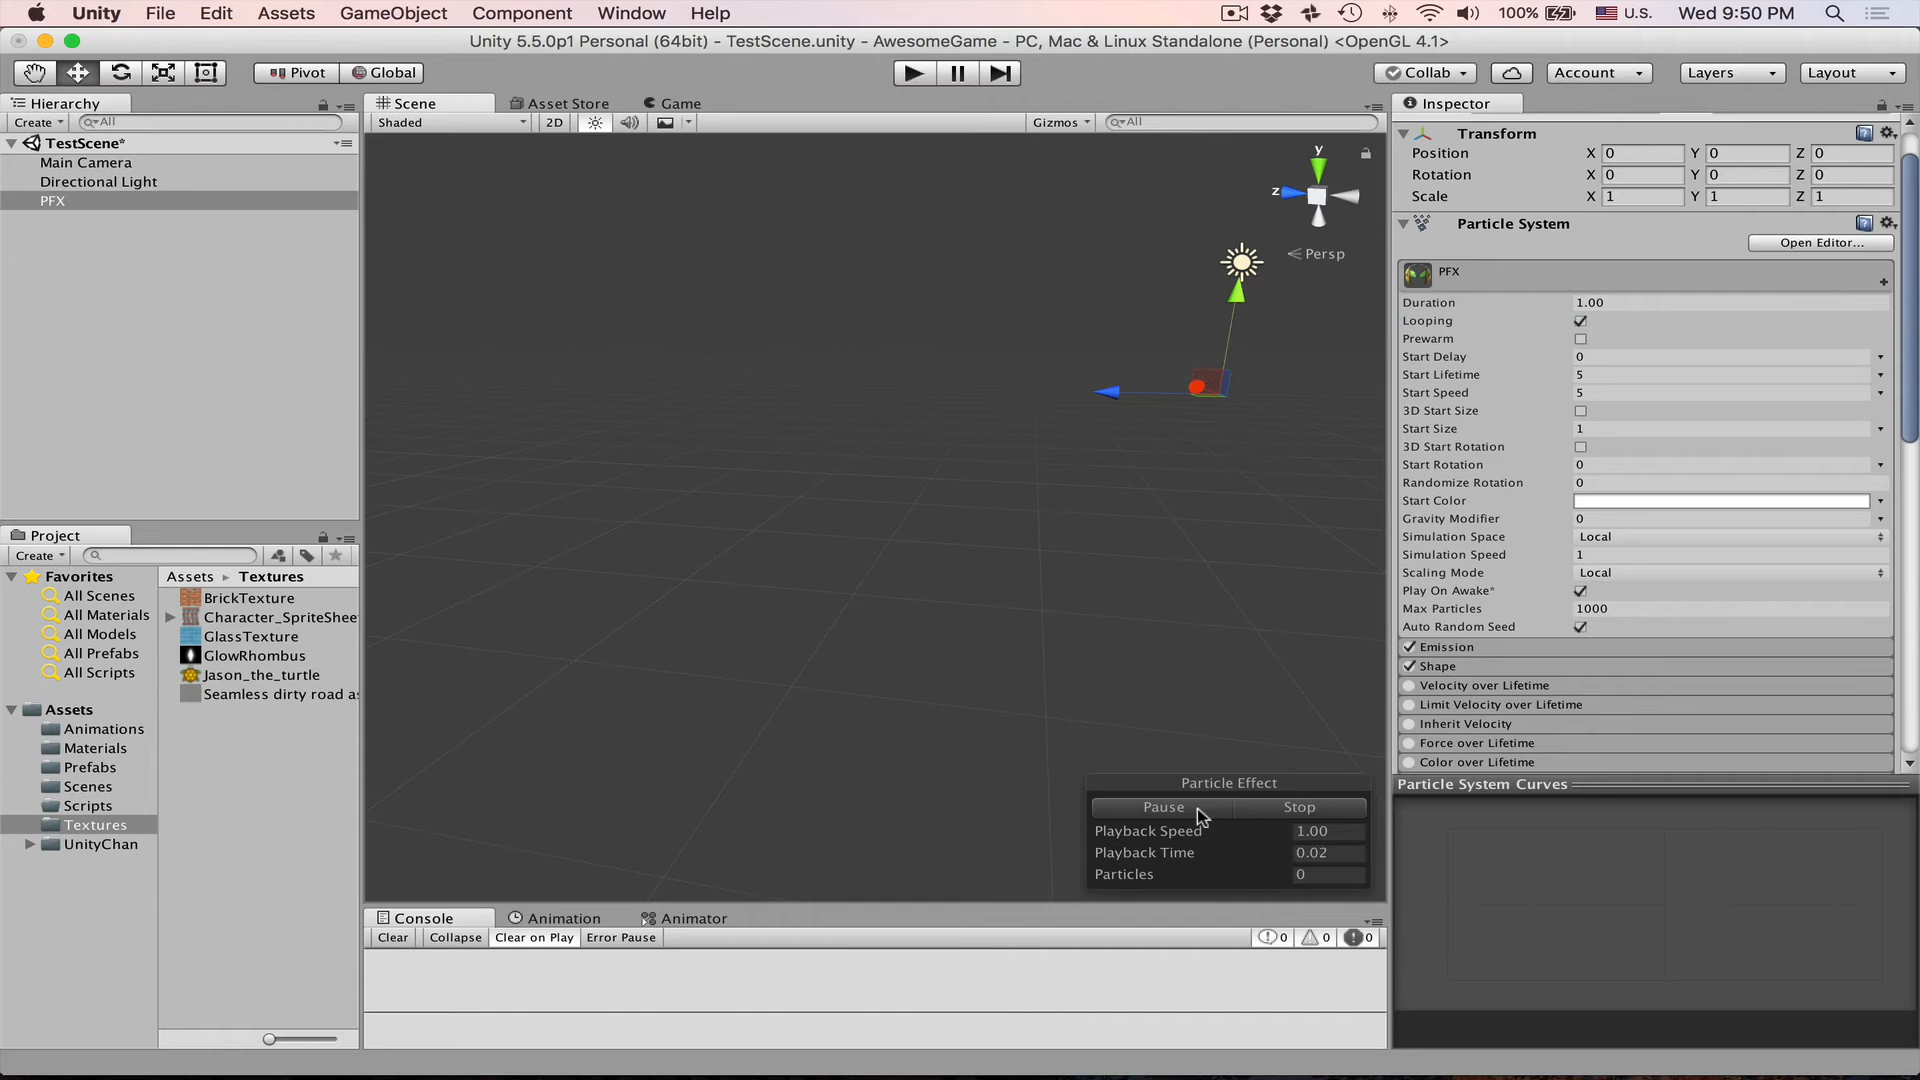 Unity File Edit Assets GameObject Component Window Help 100% U.S. Wed 9:50 PM
Unity 5.5.0p1 Personal (64bit) - TestScene.unity - AwesomeGame - PC, Mac & Linux Standalone (Personal) <OpenGL 4.1>
Pivot Global Collab Account Layers Layout
Hierarchy
Create All
TestScene*
Main Camera
Directional Light
PFX
Scene Asset Store Game
Shaded 2D Gizmos All
y
z
Persp
Particle Effect
Pause Stop
Playback Speed 1.00
Playback Time 0.02
Particles 0
Project
Create
Favorites
All Scenes
All Materials
All Models
All Prefabs
All Scripts
Assets
Animations
Materials
Prefabs
Scenes
Scripts
Textures
UnityChan
Assets Textures
BrickTexture
Character_SpriteShee
GlassTexture
GlowRhombus
Jason_the_turtle
Seamless dirty road as
Console Animation Animator
Clear Collapse Clear on Play Error Pause 0 0 0
Inspector
Transform
Position X 0 Y 0 Z 0
Rotation X 0 Y 0 Z 0
Scale X 1 Y 1 Z 1
Particle System
Open Editor...
PFX
Duration 1.00
Looping
Prewarm
Start Delay 0
Start Lifetime 5
Start Speed 5
3D Start Size
Start Size 1
3D Start Rotation
Start Rotation 0
Randomize Rotation 0
Start Color
Gravity Modifier 0
Simulation Space Local
Simulation Speed 1
Scaling Mode Local
Play On Awake*
Max Particles 1000
Auto Random Seed
Emission
Shape
Velocity over Lifetime
Limit Velocity over Lifetime
Inherit Velocity
Force over Lifetime
Color over Lifetime
Particle System Curves